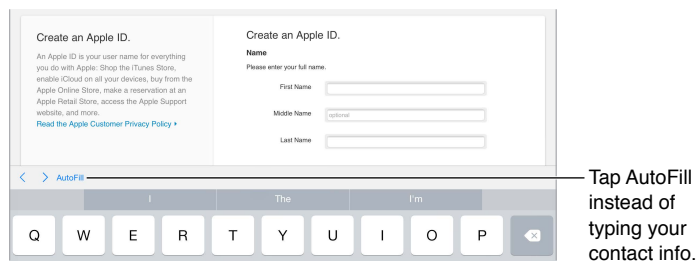 Create an Apple ID.
An Apple ID is your user name for everything
you do with Apple: Shop the iTunes Store,
enable iCloud on all your devices, buy from the
Apple Online Store, make a reservation at an
Apple Retail Store, access the Apple Support
website, and more.
Read the Apple Customer Privacy Policy
Create an Apple ID.
Name
Please enter your full name.
First Name
Middle Name
optional
Last Name
AutoFill
I The I'm
Q W E R T Y U I O P
Tap AutoFill
instead of
typing your
contact info.